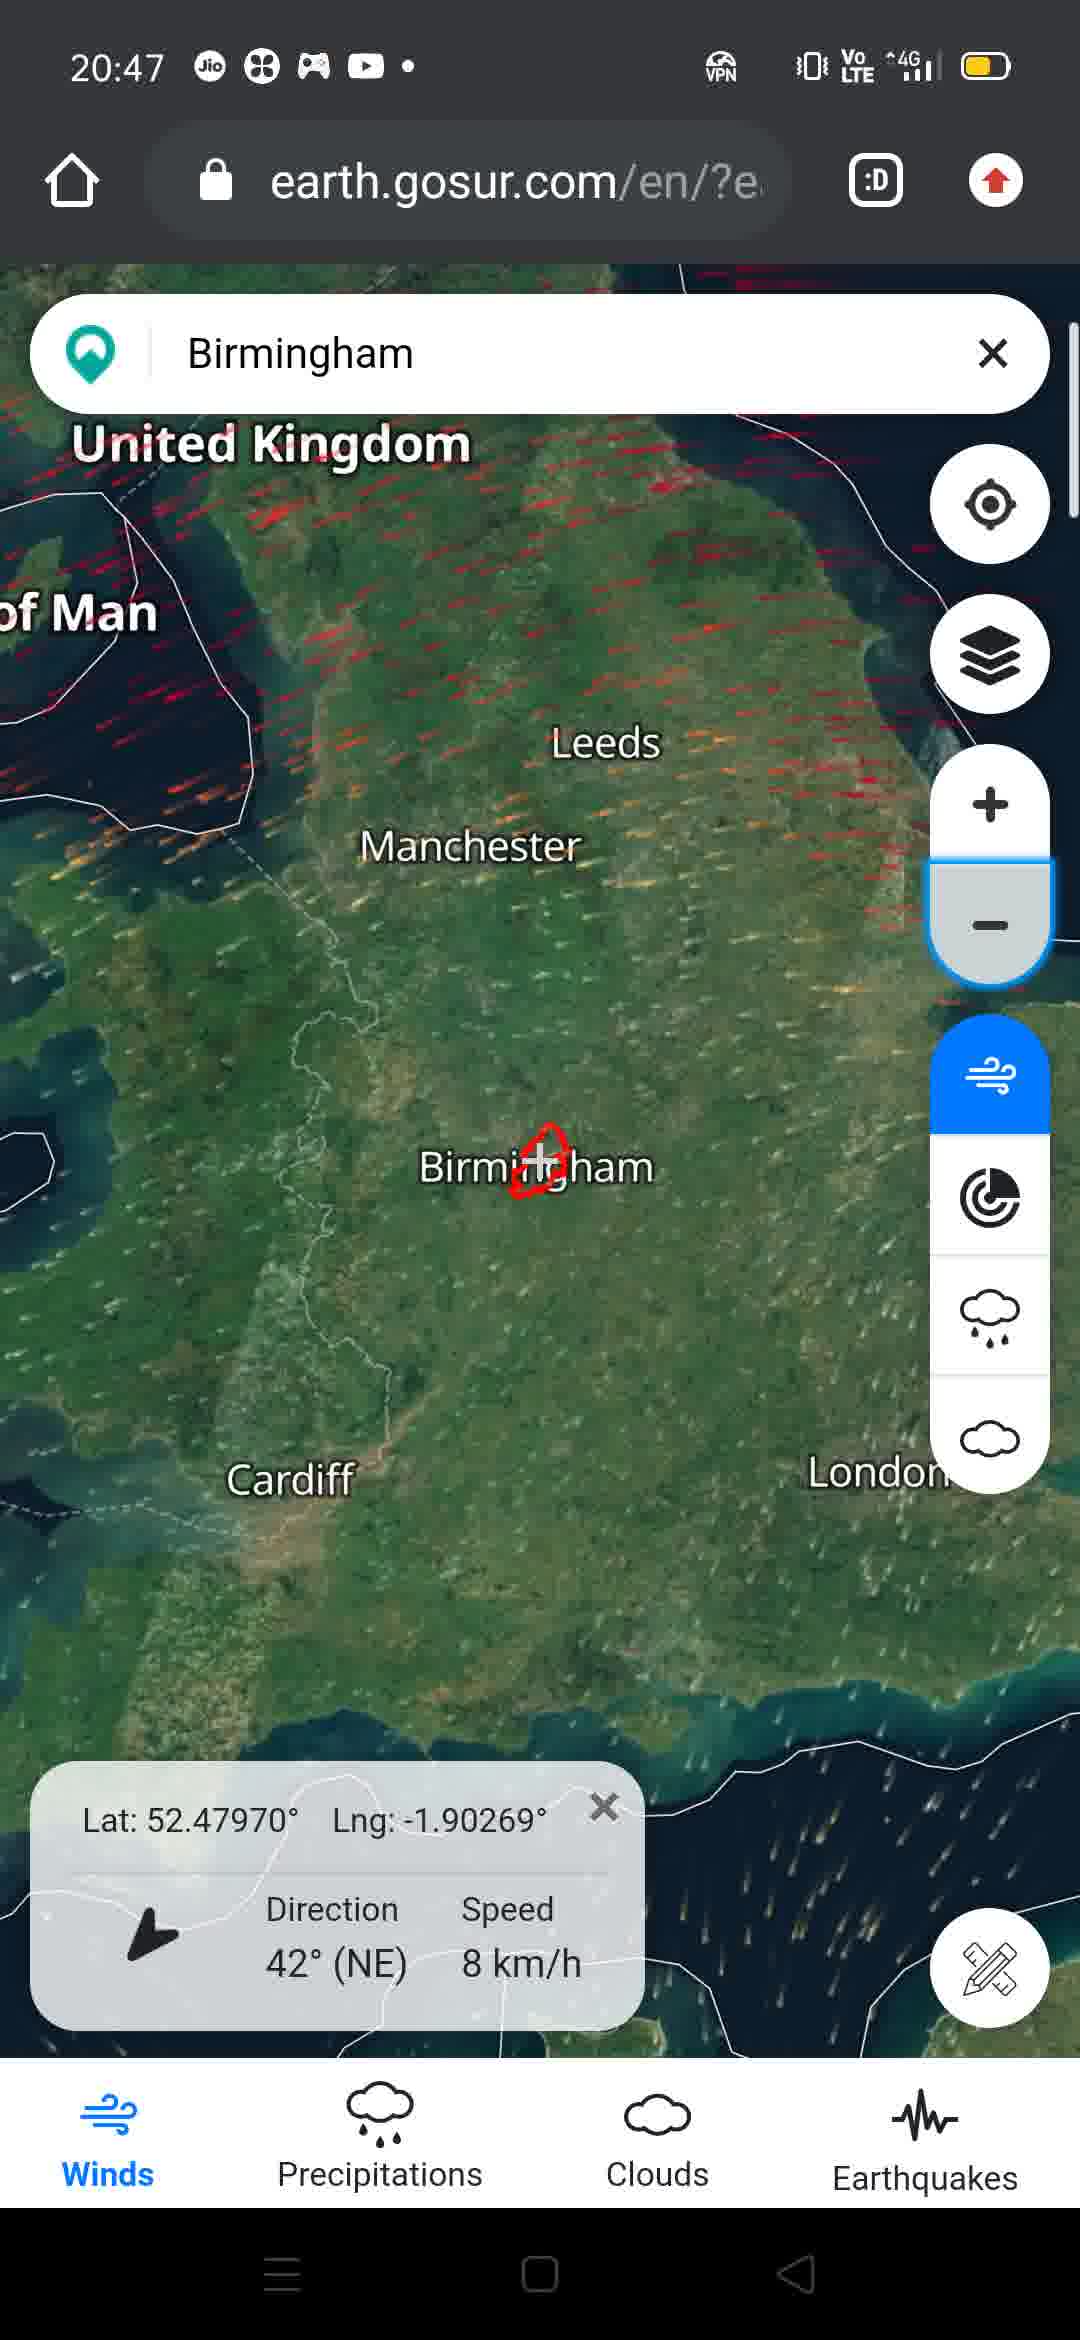 20:47
Jio
VPN
Vo LTE
4G
earth.gosur.com/en/?e
:D
Birmingham
United Kingdom
of Man
Leeds
Manchester
Birmingham
Cardiff
London
Lat: 52.47970° Lng: -1.90269°
Direction Speed
42° (NE) 8 km/h
Winds Precipitations Clouds Earthquakes